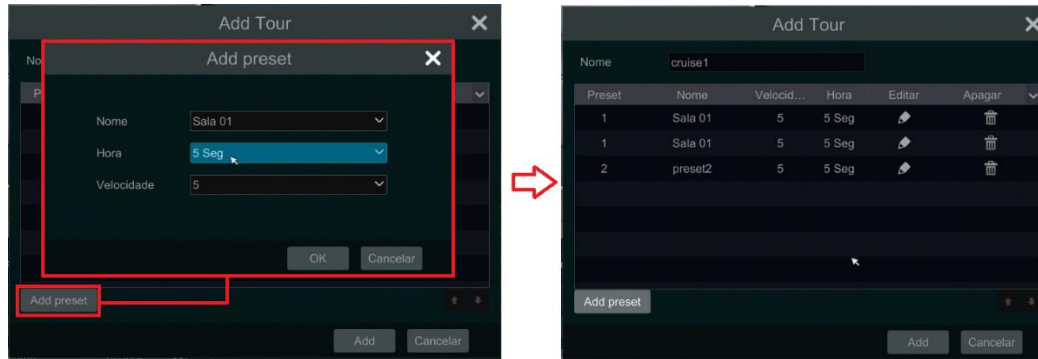 Add Tour
Add preset
No
P
Nome Sala 01
Hora 5 Seg
Velocidade 5
OK Cancelar
Add preset
Add Cancelar
Add Tour
Nome cruise1
Preset Nome Velocid... Hora Editar Apagar
1 Sala 01 5 5 Seg
1 Sala 01 5 5 Seg
2 preset2 5 5 Seg
Add preset
Add Cancelar